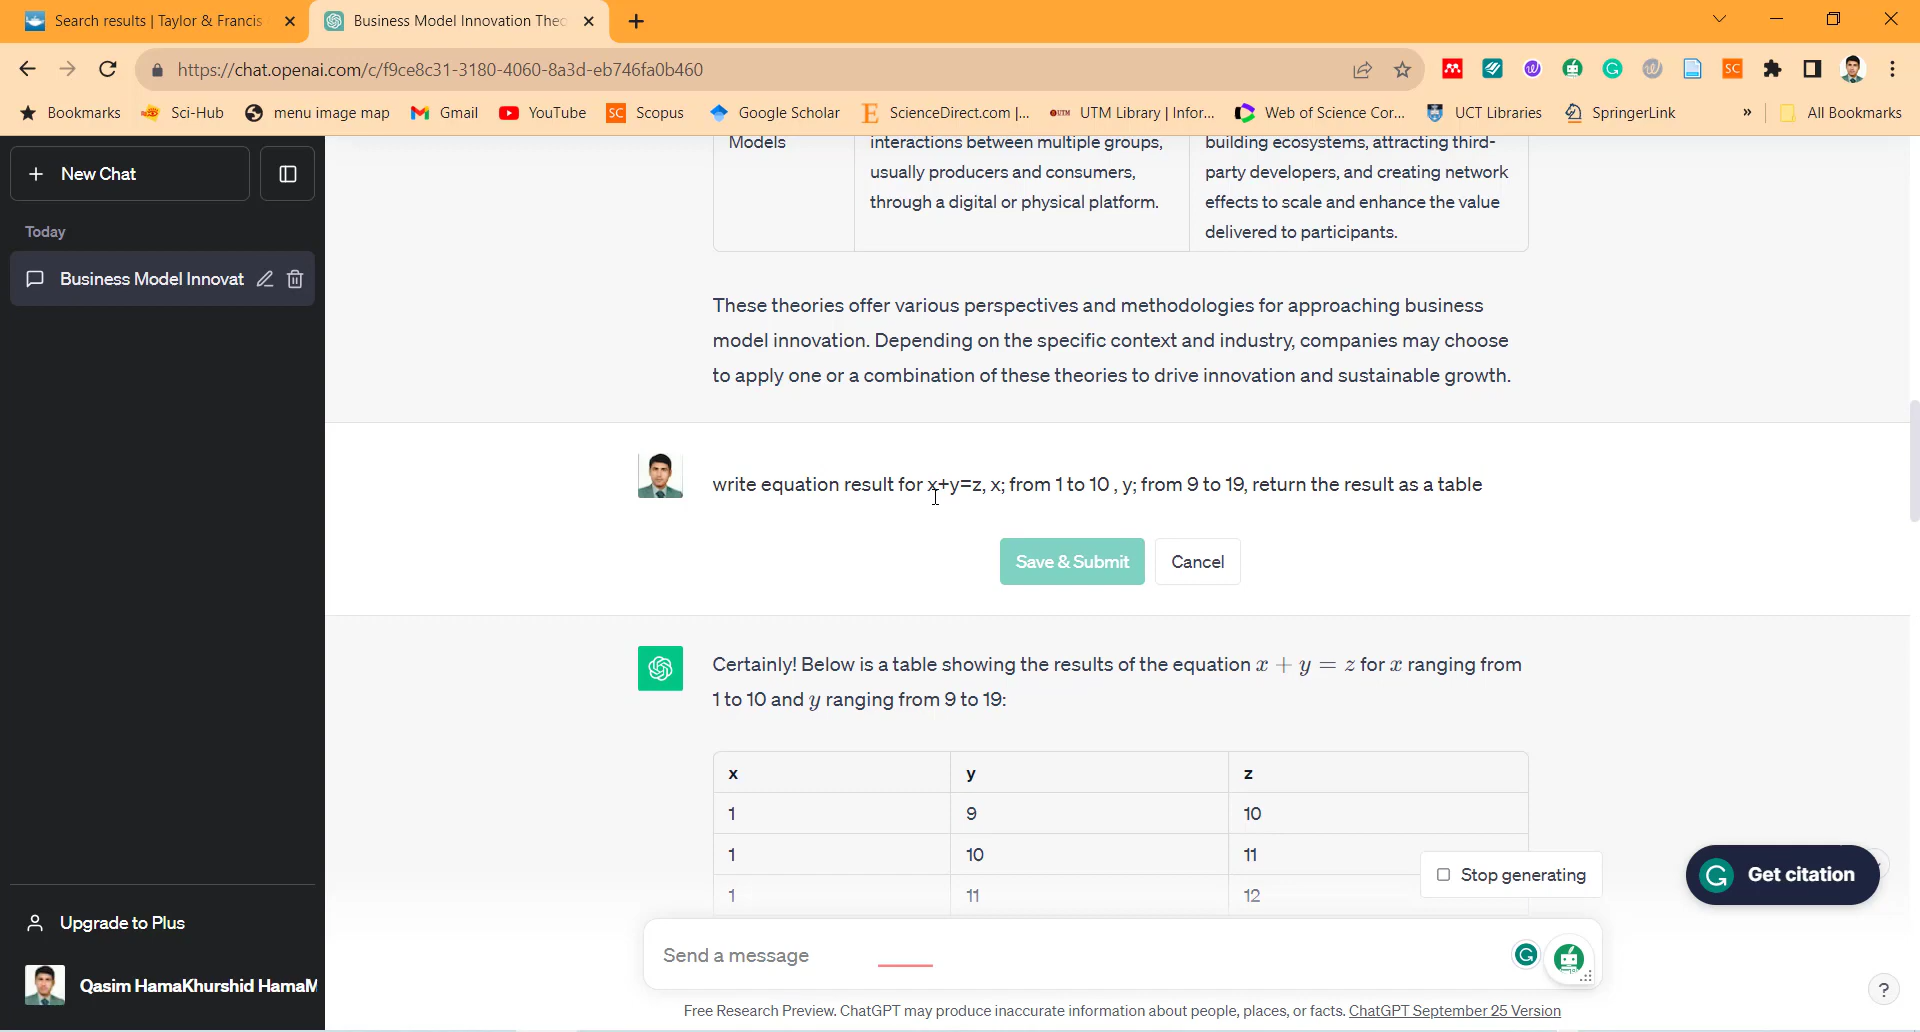 Search results | Taylor & Francis
Business Model Innovation Theo
https://chat.openai.com/c/f9ce8c31-3180-4060-8a3d-eb746fa0b460
Bookmarks
Sci-Hub
menu image map
Gmail
YouTube
SC Scopus
Google Scholar
ScienceDirect.com |...
UTM Library | Infor...
Web of Science Cor...
UCT Libraries
SpringerLink
»
All Bookmarks
New Chat
Today
Business Model Innovat
Upgrade to Plus
Qasim HamaKhurshid HamaM
Models
interactions between multiple groups,
usually producers and consumers,
through a digital or physical platform.
building ecosystems, attracting third-
party developers, and creating network
effects to scale and enhance the value
delivered to participants.
These theories offer various perspectives and methodologies for approaching business
model innovation. Depending on the specific context and industry, companies may choose
to apply one or a combination of these theories to drive innovation and sustainable growth.
write equation result for x+y=z, x; from 1 to 10 , y; from 9 to 19, return the result as a table
Save & Submit
Cancel
Certainly! Below is a table showing the results of the equation x + y = z for x ranging from
1 to 10 and y ranging from 9 to 19:
x y z
1 9 10
1 10 11
1 11 12
Stop generating
Get citation
Send a message
Free Research Preview. ChatGPT may produce inaccurate information about people, places, or facts. ChatGPT September 25 Version
?